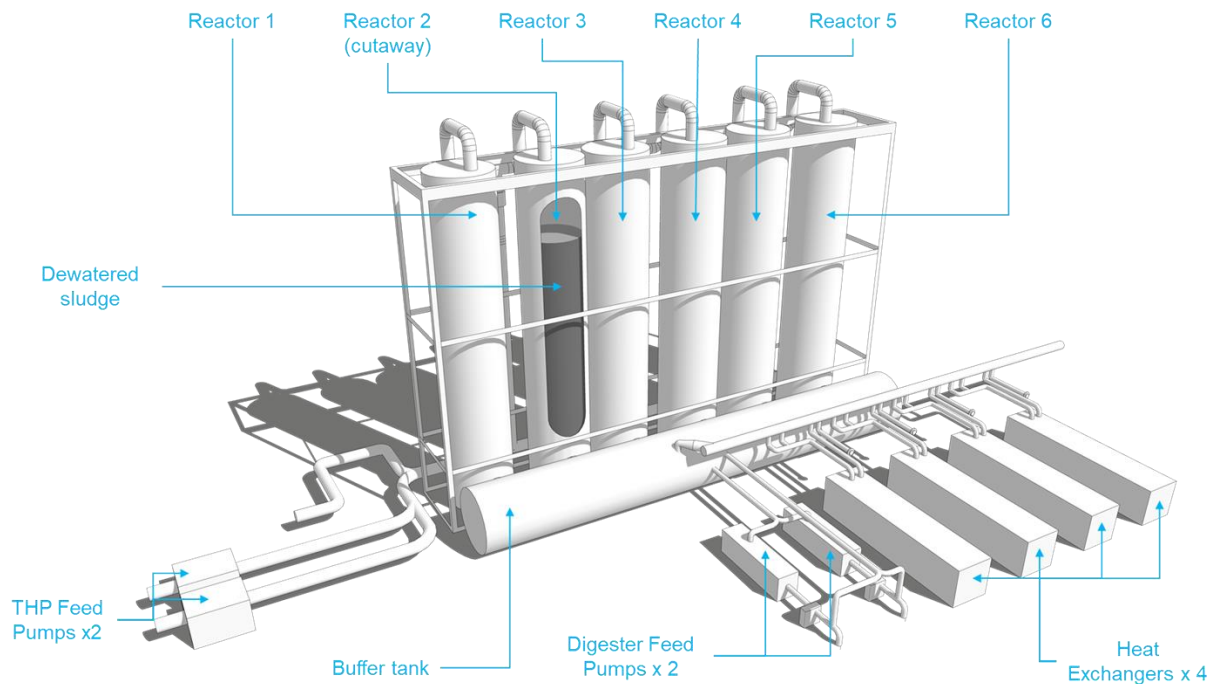 Reactor 1
Reactor 2
(cutaway)
Reactor 3
Reactor 4
Reactor 5
Reactor 6
Dewatered
sludge
THP Feed
Pumps x2
Buffer tank
Digester Feed
Pumps x 2
Heat
Exchangers x 4